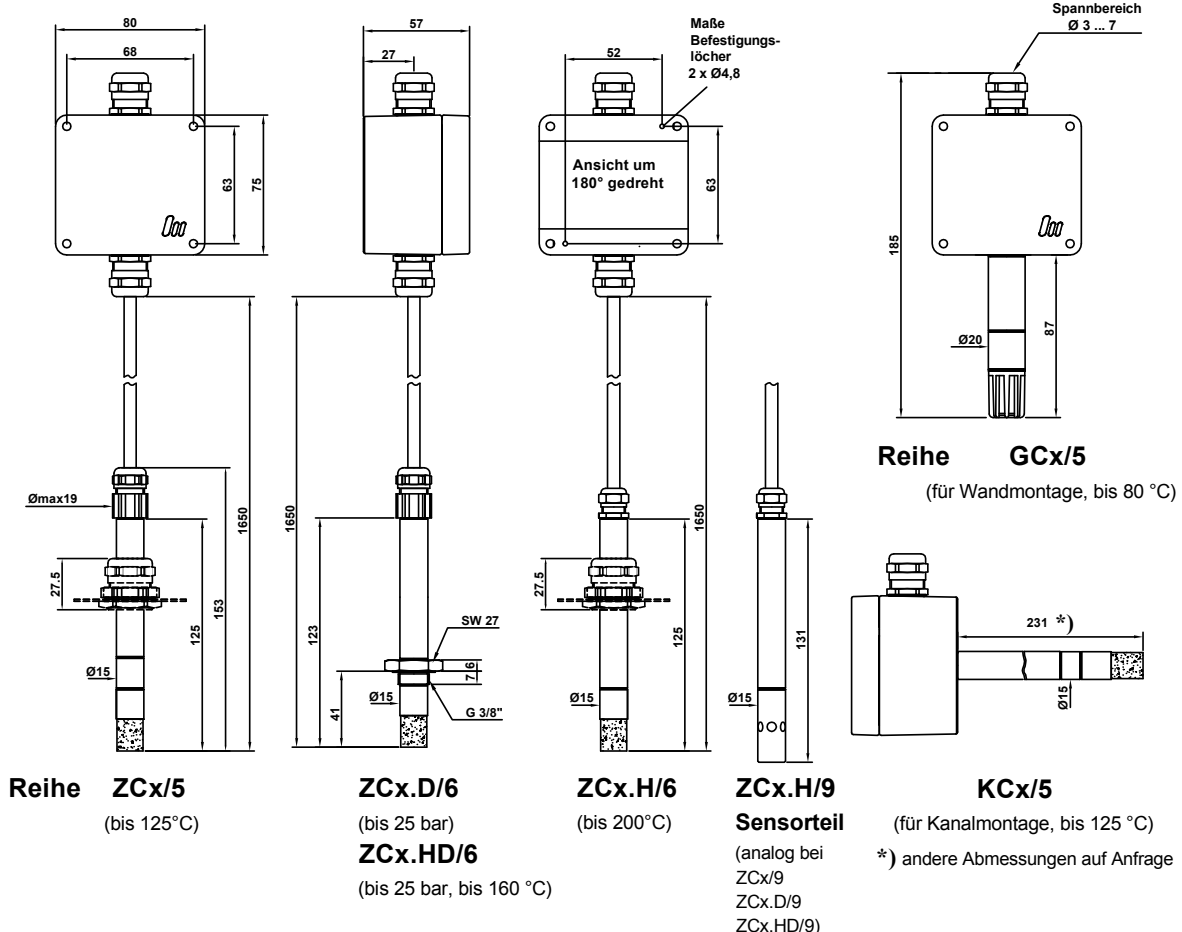 80
68
63
75
57
27
52
Maße
Befestigungs-
löcher
2 x Ø4,8
Ansicht um
180° gedreht
63
Spannbereich
Ø 3 ... 7
185
Ø20
87
Reihe GCx/5
(für Wandmontage, bis 80 °C)
Ømax19
27.5
Ø15
125
153
1650
1650
123
41
Ø15
SW 27
7 6
G 3/8"
27.5
Ø15
125
1650
Ø15
131
231 *)
Ø15
Reihe ZCx/5
(bis 125°C)
ZCx.D/6
(bis 25 bar)
ZCx.HD/6
(bis 25 bar, bis 160 °C)
ZCx.H/6
(bis 200°C)
ZCx.H/9
Sensorteil
(analog bei
ZCx/9
ZCx.D/9
ZCx.HD/9)
KCx/5
(für Kanalmontage, bis 125 °C)
*) andere Abmessungen auf Anfrage